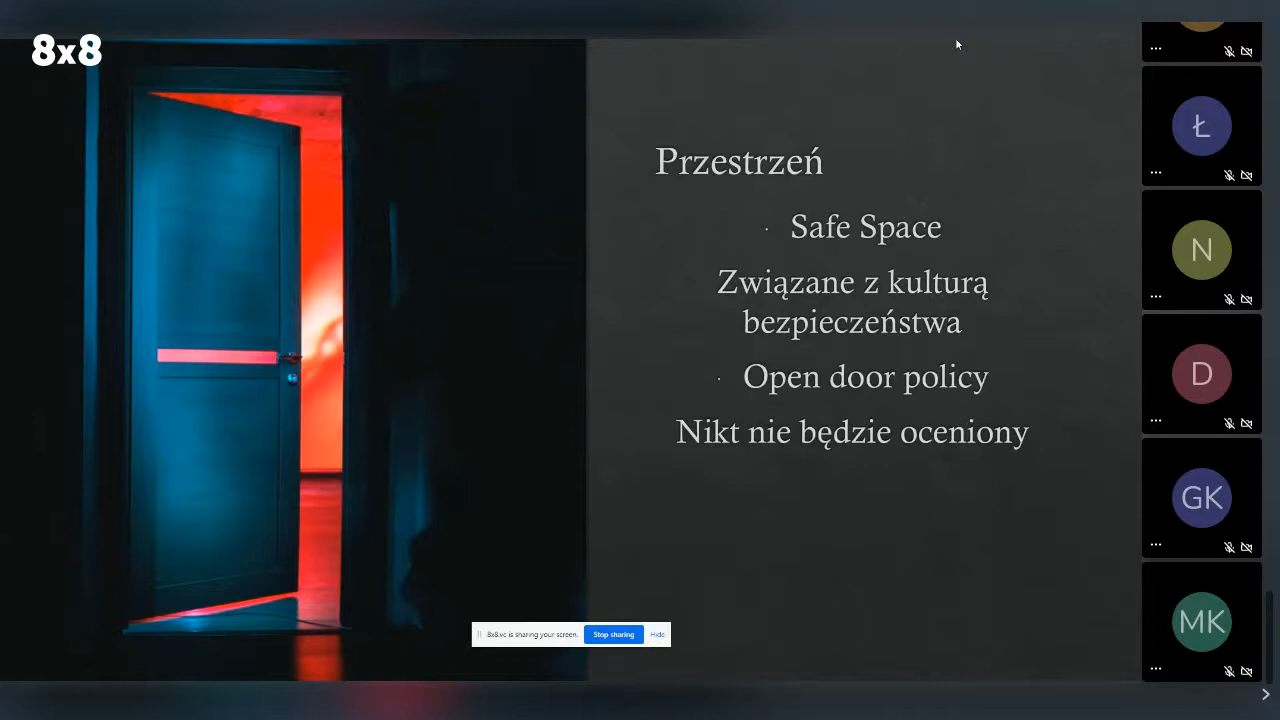 8x8
Przestrzeń
· Safe Space
Związane z kulturą
bezpieczeństwa
· Open door policy
Nikt nie będzie oceniony
8x8.vc is sharing your screen. Stop sharing Hide
Ł
N
D
GK
MK